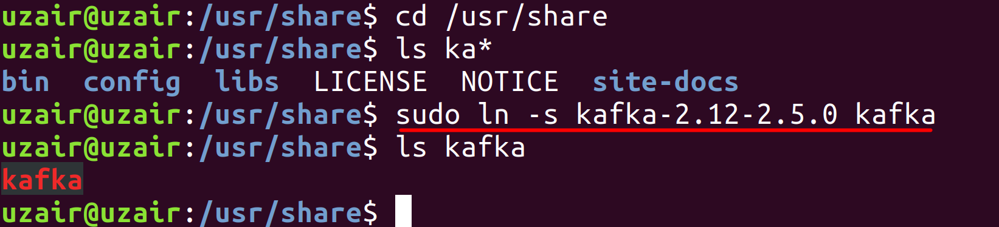 uzair@uzair:/usr/share$ cd /usr/share
uzair@uzair:/usr/share$ ls ka*
bin  config  libs  LICENSE  NOTICE  site-docs
uzair@uzair:/usr/share$ sudo ln -s kafka-2.12-2.5.0 kafka
uzair@uzair:/usr/share$ ls kafka
kafka
uzair@uzair:/usr/share$